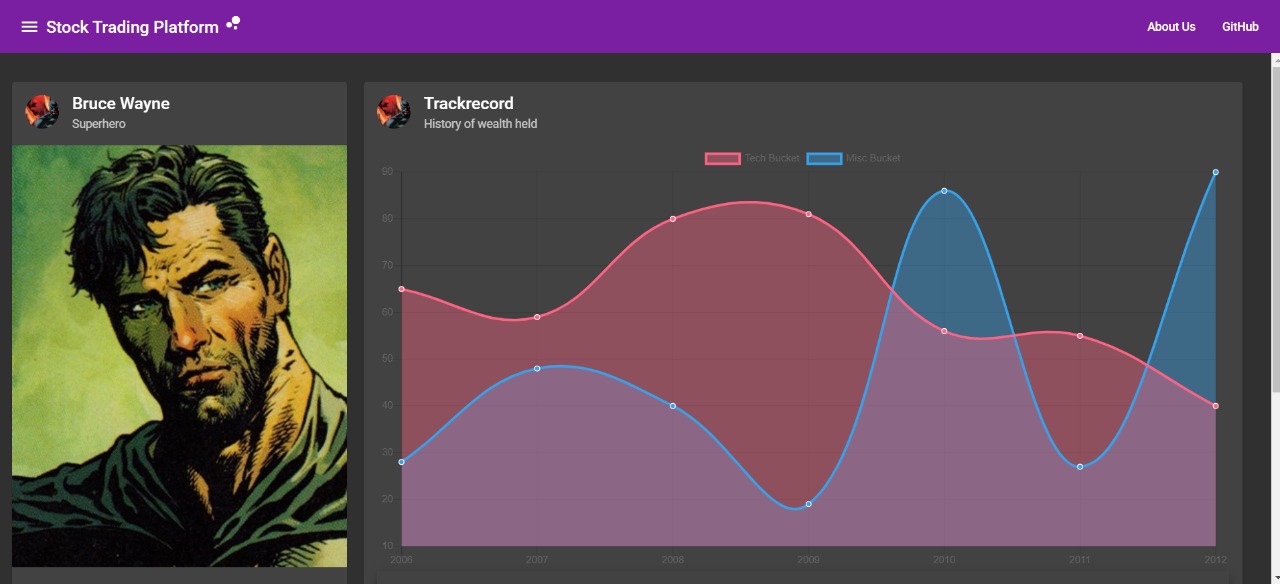 Stock Trading Platform
About Us
GitHub
Bruce Wayne
Superhero
Trackrecord
History of wealth held
Tech Bucket
Misc Bucket
90
80
70
60
50
40
30
20
10
2006
2007
2008
2009
2010
2011
2012